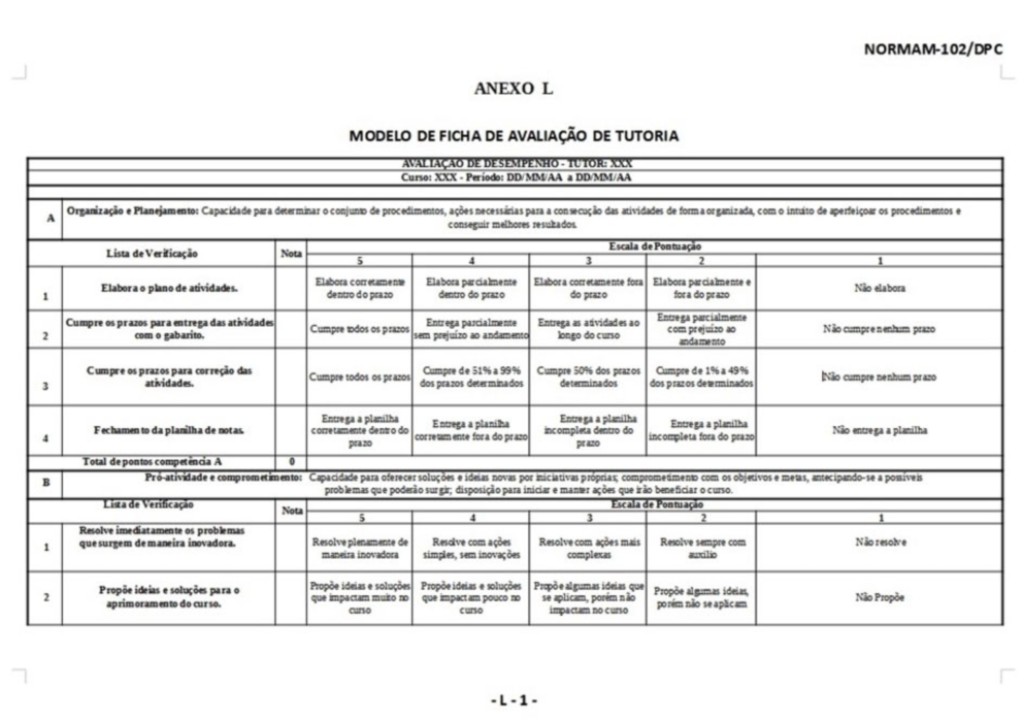 NORMAM-102/DPC
ANEXO L
MODELO DE FICHA DE AVALIAÇÃO DE TUTORIA
AVALIAÇÃO DE DESEMPENHO - TUTOR: XXX
Curso: XXX - Período: DD/MM/AA a DD/MM/AA
A
Organização e Planejamento: Capacidade para determinar o conjunto de procedimentos, ações necessárias para a consecução das atividades de forma organizada, com o intuito de aperfeiçoar os procedimentos e
conseguir melhores resultados.
Lista de Verificação
Nota
Escala de Pontuação
5 4 3 2 1
1
Elabora o plano de atividades.
Elabora corretamente
dentro do prazo
Elabora parcialmente
dentro do prazo
Elabora corretamente fora
do prazo
Elabora parcialmente e
fora do prazo
Não elabora
2
Cumpre os prazos para entrega das atividades
com o gabarito.
Cumpre todos os prazos
Entrega parcialmente
sem prejuízo ao andamento
Entrega as atividades ao
longo do curso
Entrega parcialmente
com prejuízo ao
andamento
Não cumpre nenhum prazo
3
Cumpre os prazos para correção das
atividades.
Cumpre todos os prazos
Cumpre de 51% a 99%
dos prazos determinados
Cumpre 50% dos prazos
determinados
Cumpre de 1% a 49%
dos prazos determinados
Não cumpre nenhum prazo
4
Fechamento da planilha de notas.
Entrega a planilha
corretamente dentro do
prazo
Entrega a planilha
corretamente fora do prazo
Entrega a planilha
incompleta dentro do
prazo
Entrega a planilha
incompleta fora do prazo
Não entrega a planilha
Total de pontos competência A
0
B
Pró-atividade e comprometimento: Capacidade para oferecer soluções e ideias novas por iniciativas próprias; comprometimento com os objetivos e metas, antecipando-se a possíveis
problemas que poderão surgir; disposição para iniciar e manter ações que irão beneficiar o curso.
Lista de Verificação
Nota
Escala de Pontuação
5 4 3 2 1
1
Resolve imediatamente os problemas
que surgem de maneira inovadora.
Resolve plenamente de
maneira inovadora
Resolve com ações
simples, sem inovações
Resolve com ações mais
complexas
Resolve sempre com
auxílio
Não resolve
2
Propõe ideias e soluções para o
aprimoramento do curso.
Propõe ideias e soluções
que impactam muito no
curso
Propõe ideias e soluções
que impactam pouco no
curso
Propõe algumas ideias que
se aplicam, porém não
impactam no curso
Propõe algumas ideias,
porém não se aplicam
Não Propõe
- L - 1 -